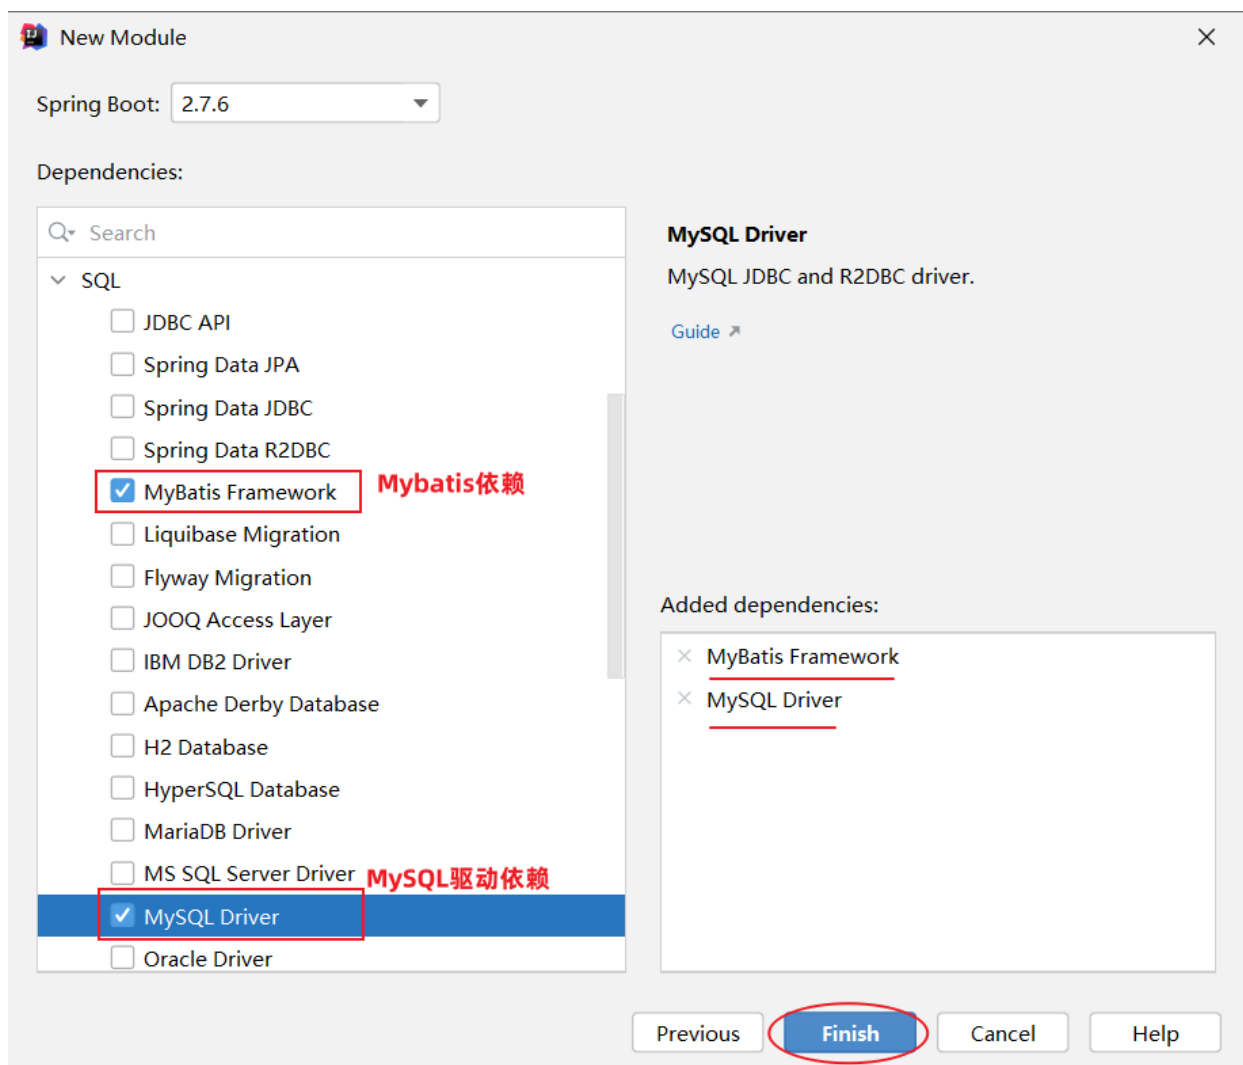 New Module
Spring Boot: 2.7.6
Dependencies:
Search
SQL
JDBC API
Spring Data JPA
Spring Data JDBC
Spring Data R2DBC
MyBatis Framework
Mybatis依赖
Liquibase Migration
Flyway Migration
JOOQ Access Layer
IBM DB2 Driver
Apache Derby Database
H2 Database
HyperSQL Database
MariaDB Driver
MS SQL Server Driver
MySQL驱动依赖
MySQL Driver
Oracle Driver
MySQL Driver
MySQL JDBC and R2DBC driver.
Guide
Added dependencies:
MyBatis Framework
MySQL Driver
Previous
Finish
Cancel
Help